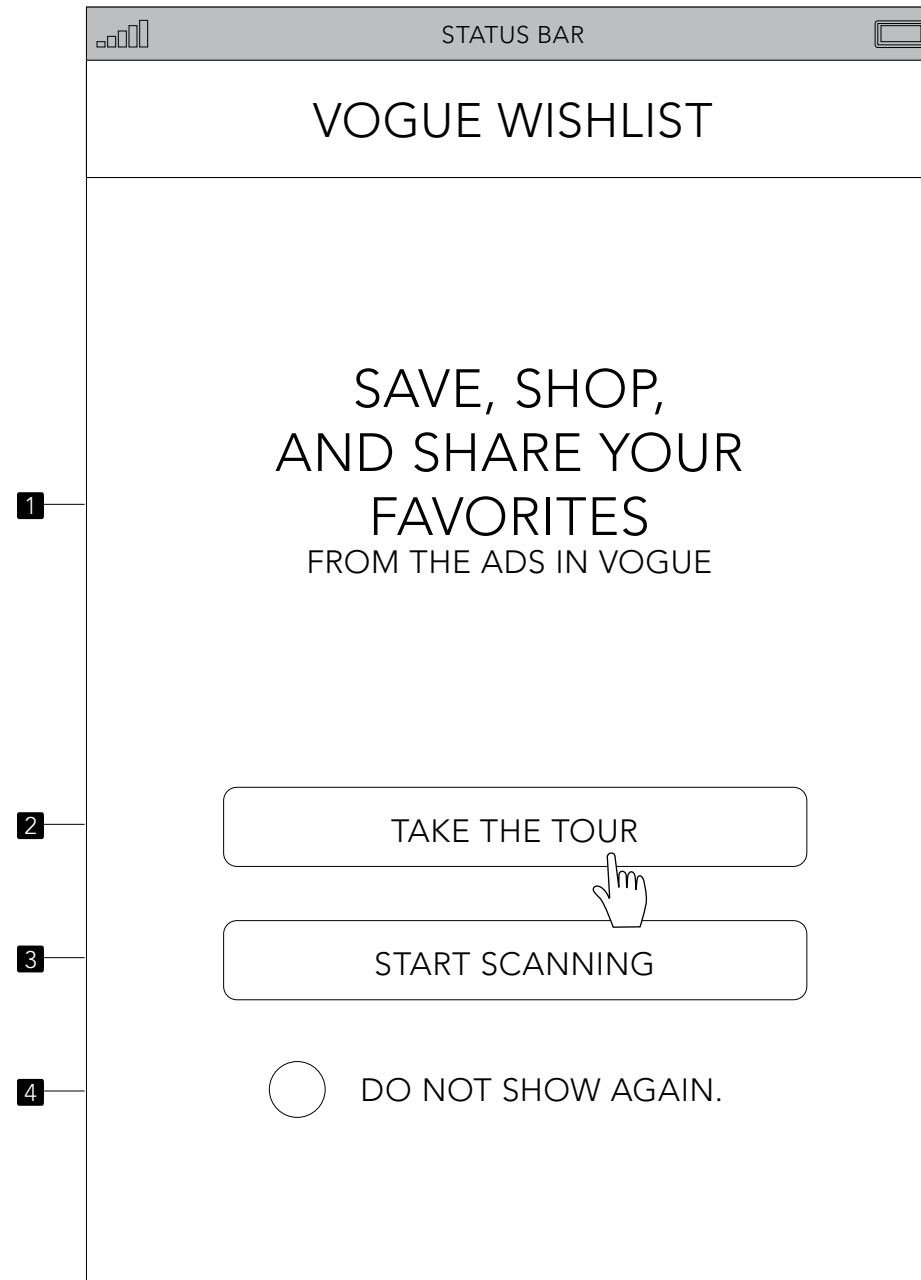 STATUS BAR
VOGUE WISHLIST
SAVE, SHOP,
AND SHARE YOUR
FAVORITES
1
FROM THE ADS IN VOGUE
2
TAKE THE TOUR
3
START SCANNING
4
DO NOT SHOW AGAIN.